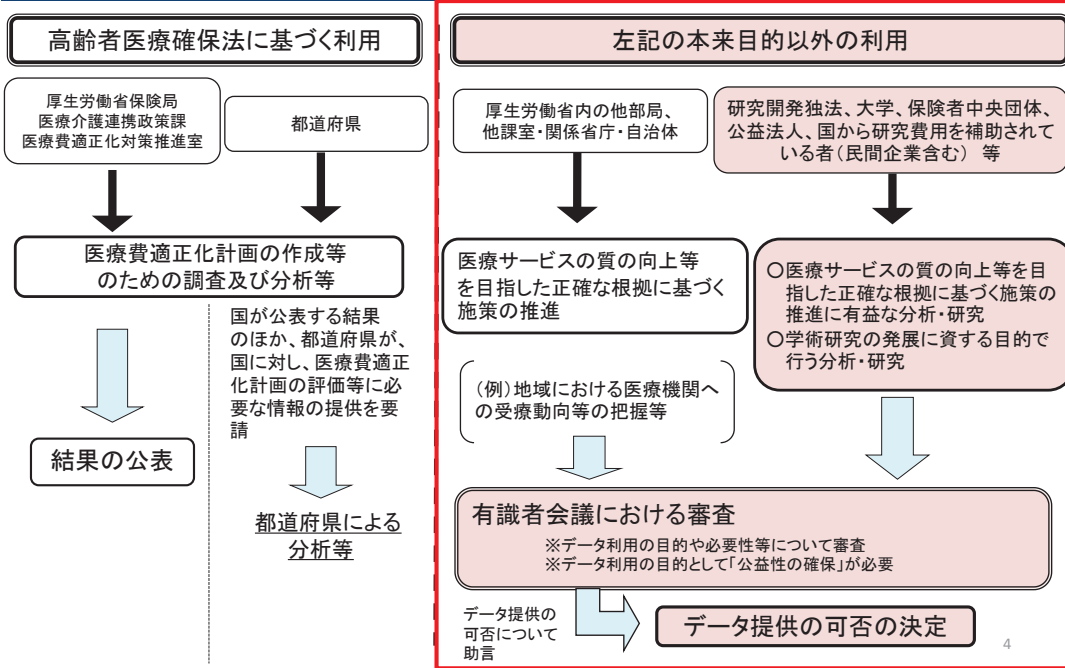 高齢者医療確保法に基づく利用
厚生労働省保険局
医療介護連携政策課
医療費適正化対策推進室
都道府県
医療費適正化計画の作成等
のための調査及び分析等
国が公表する結果
のほか、都道府県が、
国に対し、医療費適正
化計画の評価等に必
要な情報の提供を要
請
結果の公表
都道府県による
分析等
左記の本来目的以外の利用
厚生労働省内の他部局、
他課室・関係省庁・自治体
研究開発独法、大学、保険者中央団体、
公益法人、国から研究費用を補助されて
いる者(民間企業含む) 等
医療サービスの質の向上等
を目指した正確な根拠に基づく
施策の推進
○医療サービスの質の向上等を目
指した正確な根拠に基づく施策の
推進に有益な分析・研究
○学術研究の発展に資する目的で
行う分析・研究
(例)地域における医療機関へ
の受療動向等の把握等
有識者会議における審査
※データ利用の目的や必要性等について審査
※データ利用の目的として「公益性の確保」が必要
データ提供の
可否について
助言
データ提供の可否の決定
4